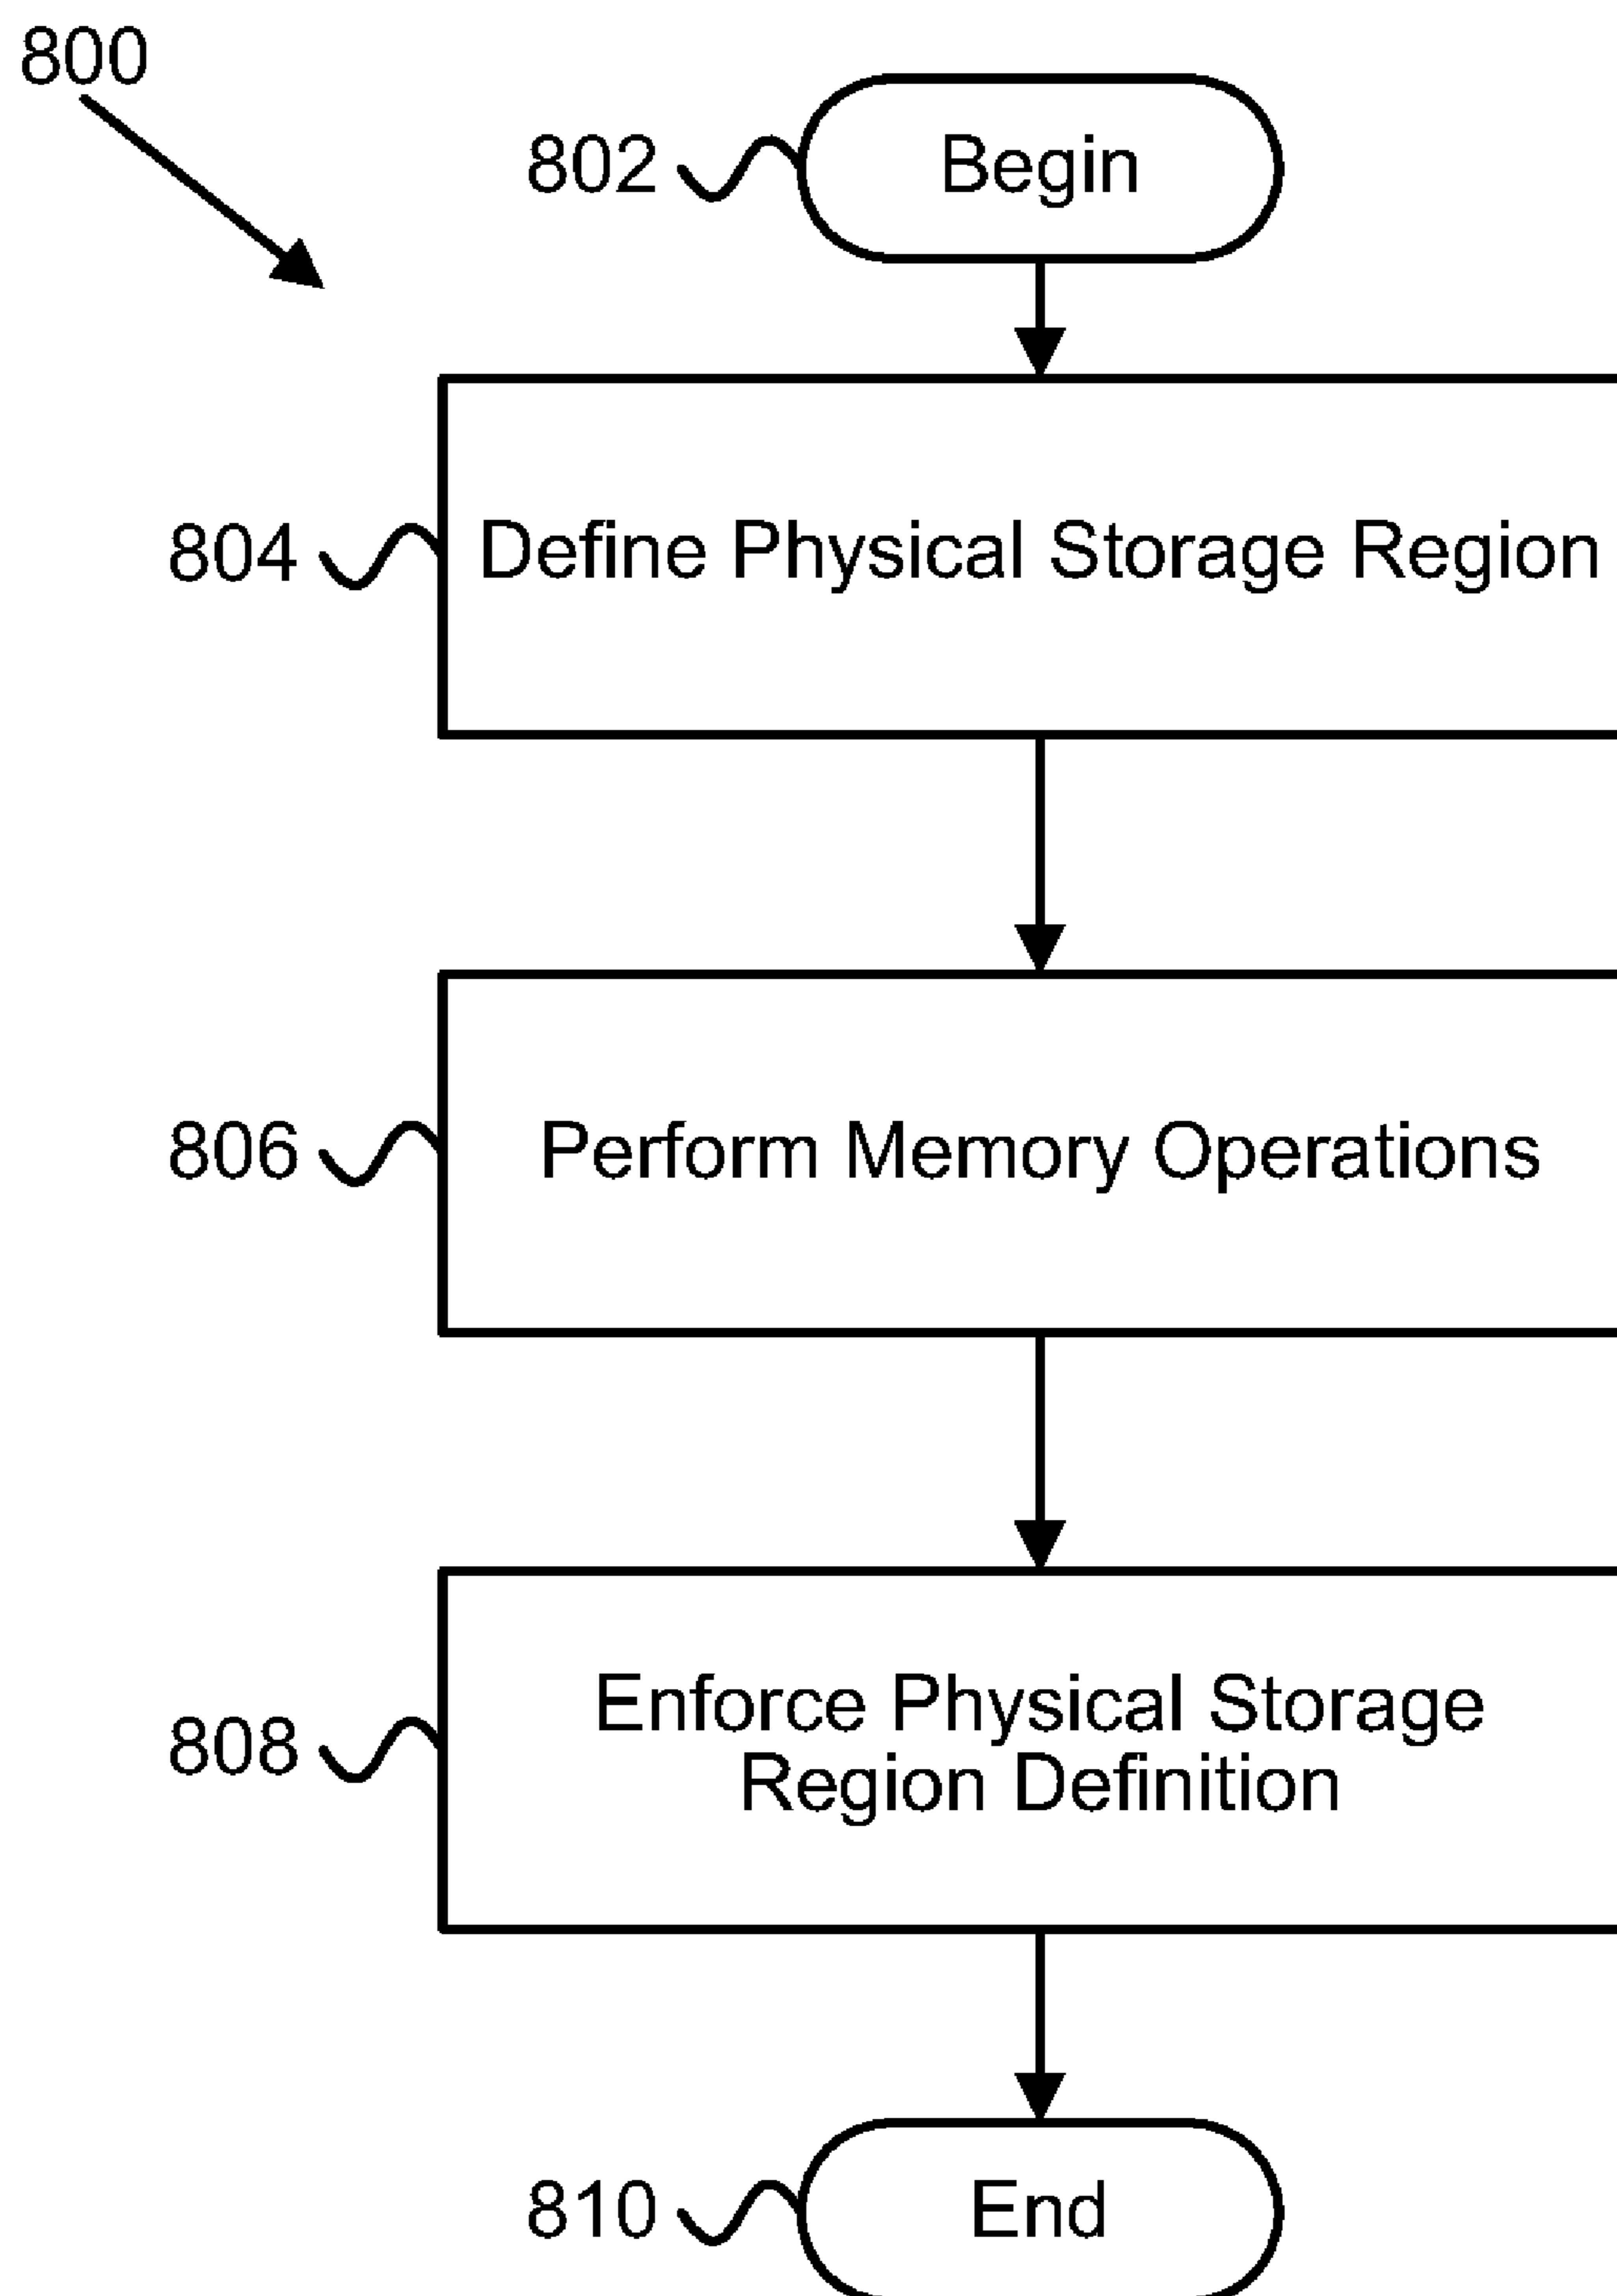 800
802
Begin
804
Define Physical Storage Region
806
Perform Memory Operations
808
Enforce Physical Storage
Region Definition
810
End